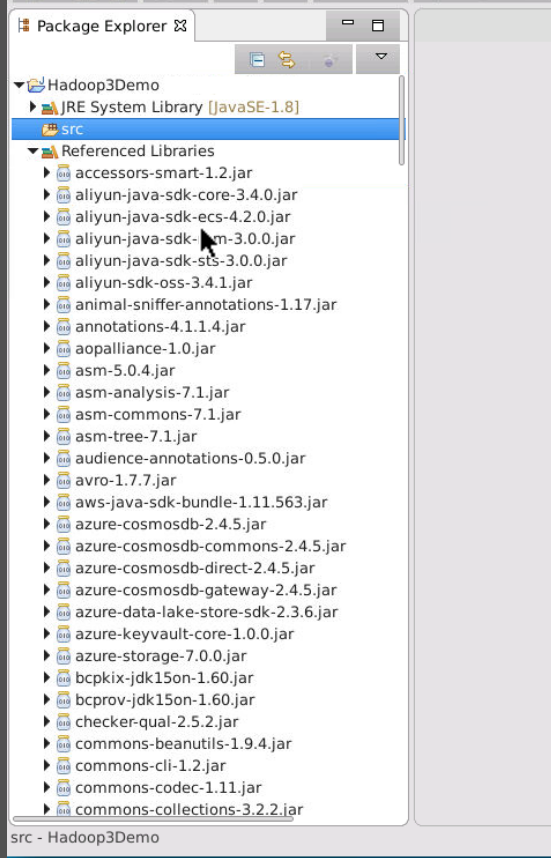 Package Explorer
Hadoop3Demo
JRE System Library [JavaSE-1.8]
src
Referenced Libraries
accessors-smart-1.2.jar
aliyun-java-sdk-core-3.4.0.jar
aliyun-java-sdk-ecs-4.2.0.jar
aliyun-java-sdk- m-3.0.0.jar
aliyun-java-sdk-sts-3.0.0.jar
aliyun-sdk-oss-3.4.1.jar
animal-sniffer-annotations-1.17.jar
annotations-4.1.1.4.jar
aopalliance-1.0.jar
asm-5.0.4.jar
asm-analysis-7.1.jar
asm-commons-7.1.jar
asm-tree-7.1.jar
audience-annotations-0.5.0.jar
avro-1.7.7.jar
aws-java-sdk-bundle-1.11.563.jar
azure-cosmosdb-2.4.5.jar
azure-cosmosdb-commons-2.4.5.jar
azure-cosmosdb-direct-2.4.5.jar
azure-cosmosdb-gateway-2.4.5.jar
azure-data-lake-store-sdk-2.3.6.jar
azure-keyvault-core-1.0.0.jar
azure-storage-7.0.0.jar
bcpkix-jdk15on-1.60.jar
bcprov-jdk15on-1.60.jar
checker-qual-2.5.2.jar
commons-beanutils-1.9.4.jar
commons-cli-1.2.jar
commons-codec-1.11.jar
commons-collections-3.2.2.jar
src - Hadoop3Demo